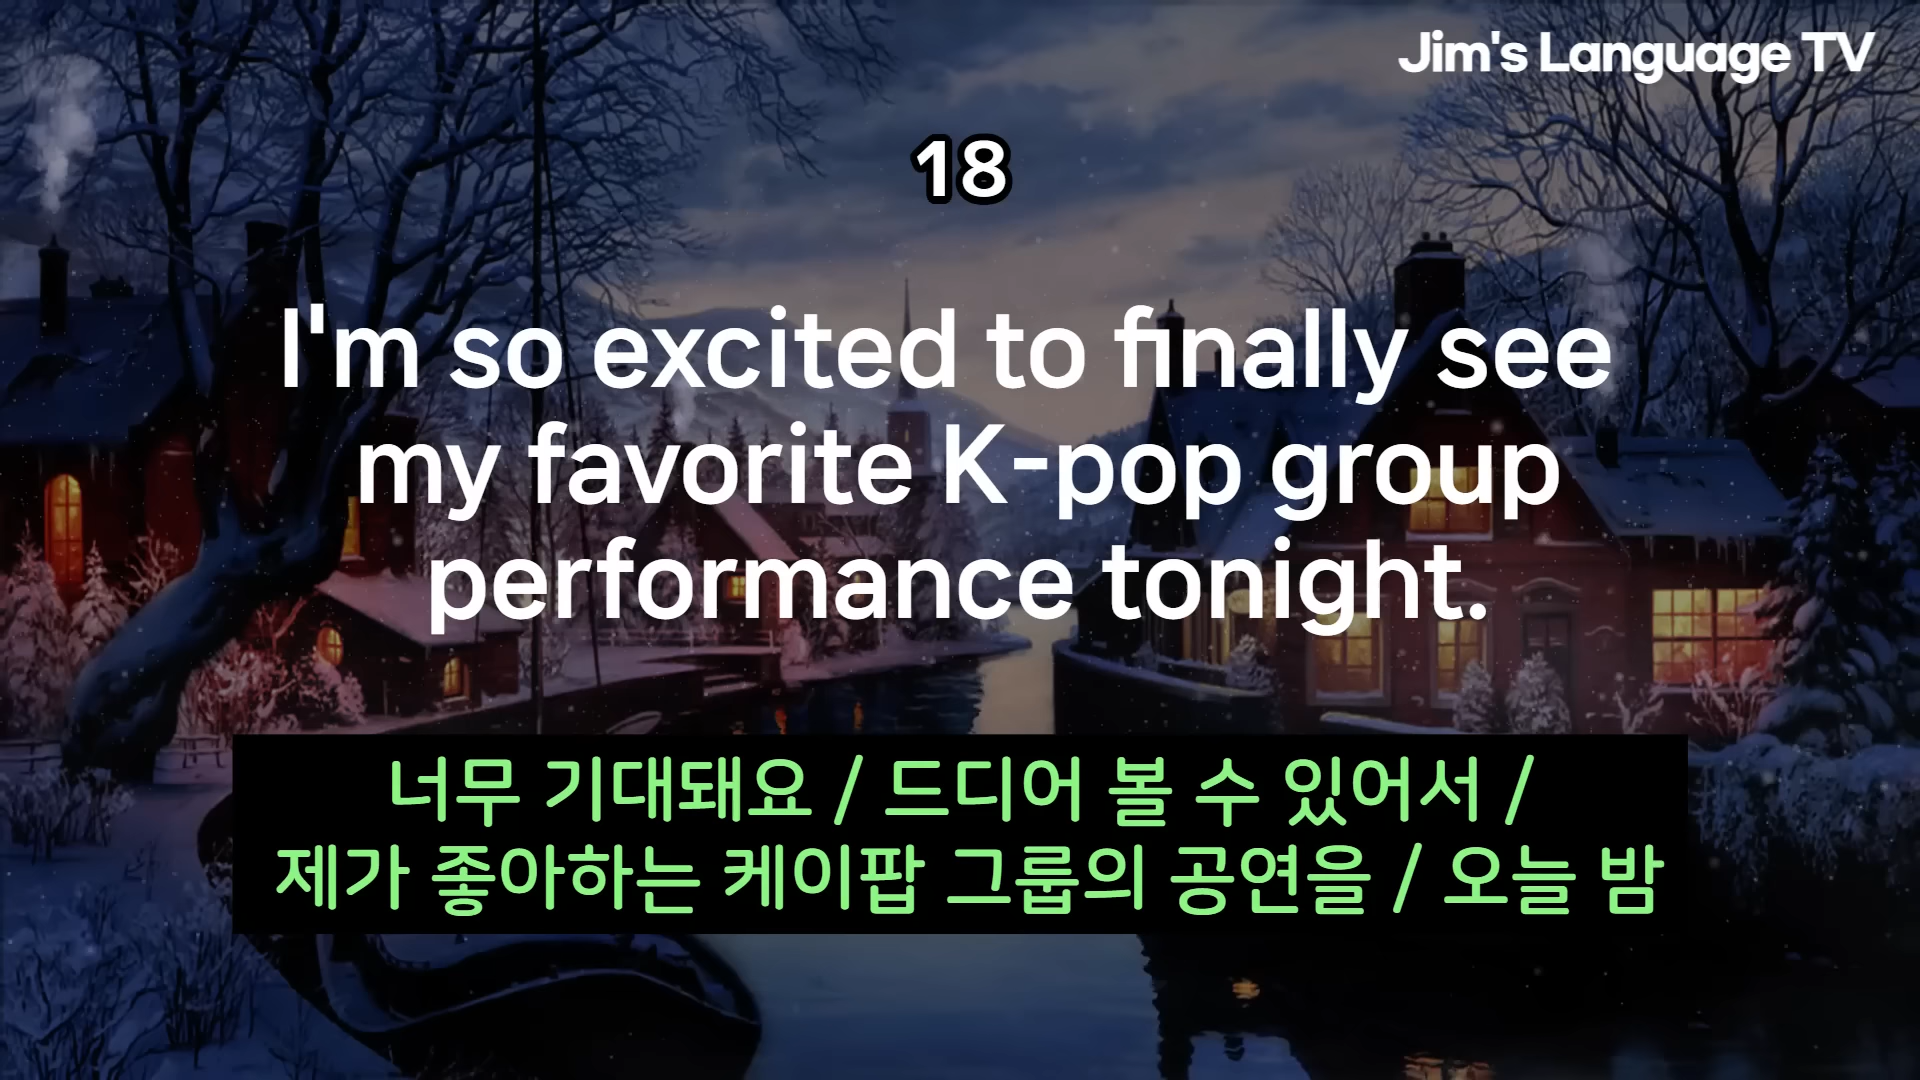 Jim's Language TV
18
I'm so excited to finally see
my favorite K-pop group
performance tonight.
너무 기대돼요 / 드디어 볼 수 있어서 /
제가 좋아하는 케이팝 그룹의 공연을 / 오늘 밤